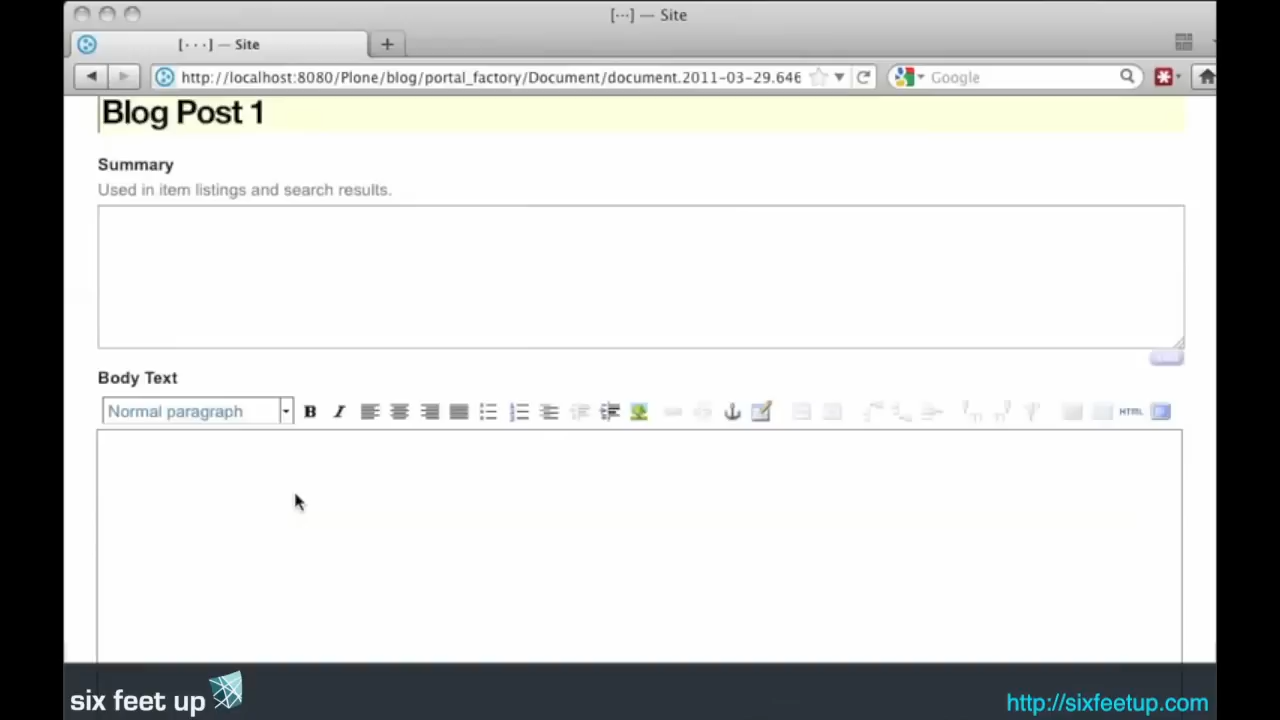 [···] — Site
[···] — Site
+
http://localhost:8080/Plone/blog/portal_factory/Document/document.2011-03-29.646
Google
Blog Post 1
Summary
Used in item listings and search results.
Body Text
Normal paragraph B I HTML
six feet up
http://sixfeetup.com